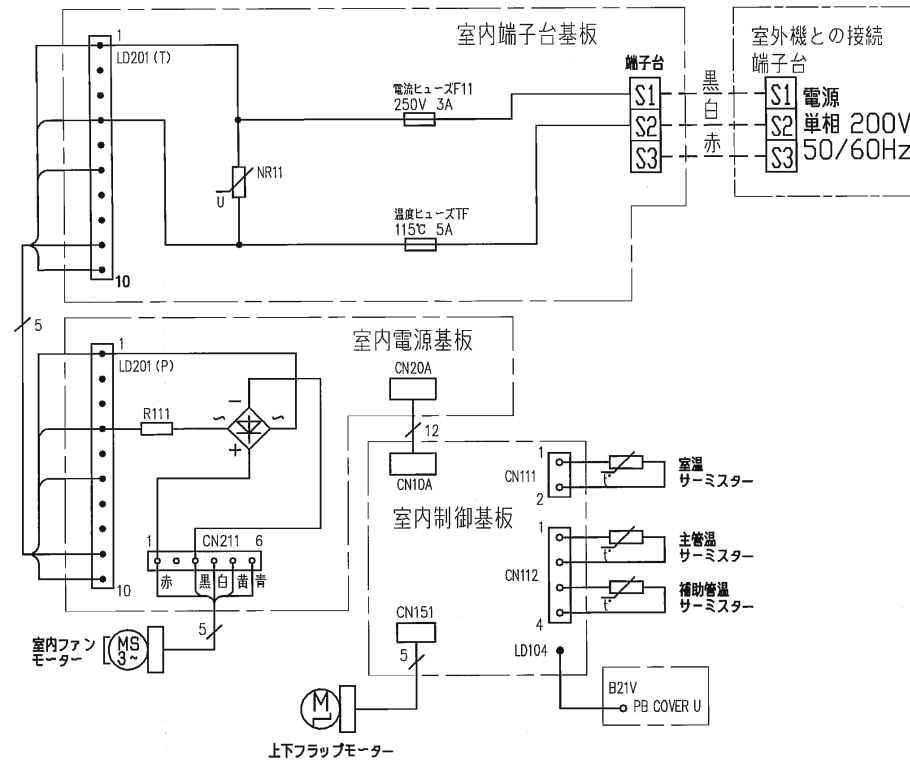 室内端子台基板
1
LD201(T)
電流ヒューズF11
250V 3A
NR11
U
温度ヒューズTF
115℃ 5A
10
端子台
S1
S2
S3
黒
白
赤
室外機との接続
端子台
S1
S2
S3
電源
単相 200V
50/60Hz
5
室内電源基板
1
LD201(P)
R111
~
−
~
+
10
1
CN211
6
赤
黒
白
黄
青
5
室内ファン
モーター
MS
3~
CN20A
12
CN10A
室内制御基板
1
CN111
2
t°
室温
サーミスター
1
CN112
4
t°
主管温
サーミスター
t°
補助管温
サーミスター
CN151
5
M
上下フラップモーター
LD104
B21V
PB COVER U